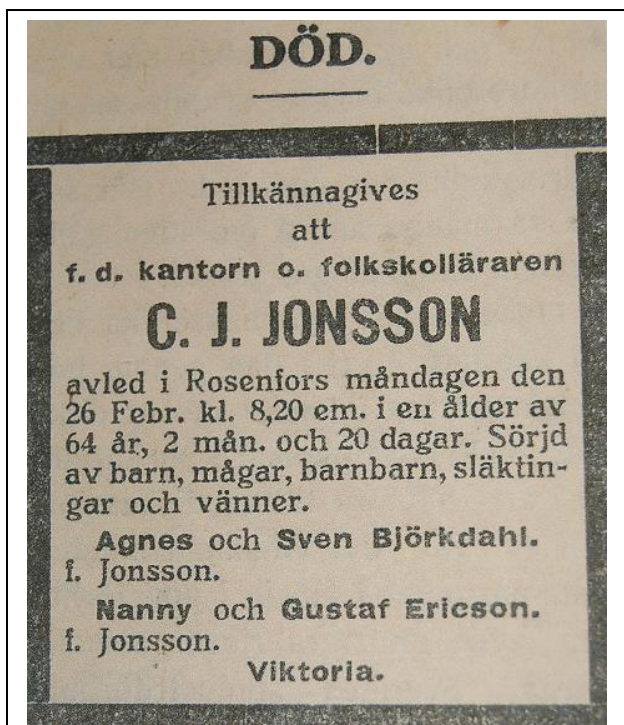 DÖD.
Tillkännagives
att
f. d. kantorn o. folkskolläraren
C. J. JONSSON
avled i Rosenfors måndagen den
26 Febr. kl. 8,20 em. i en ålder av
64 år, 2 mån. och 20 dagar. Sörjd
av barn, mågar, barnbarn, släktin-
gar och vänner.
Agnes och Sven Björkdahl.
f. Jonsson.
Nanny och Gustaf Ericson.
f. Jonsson.
Viktoria.